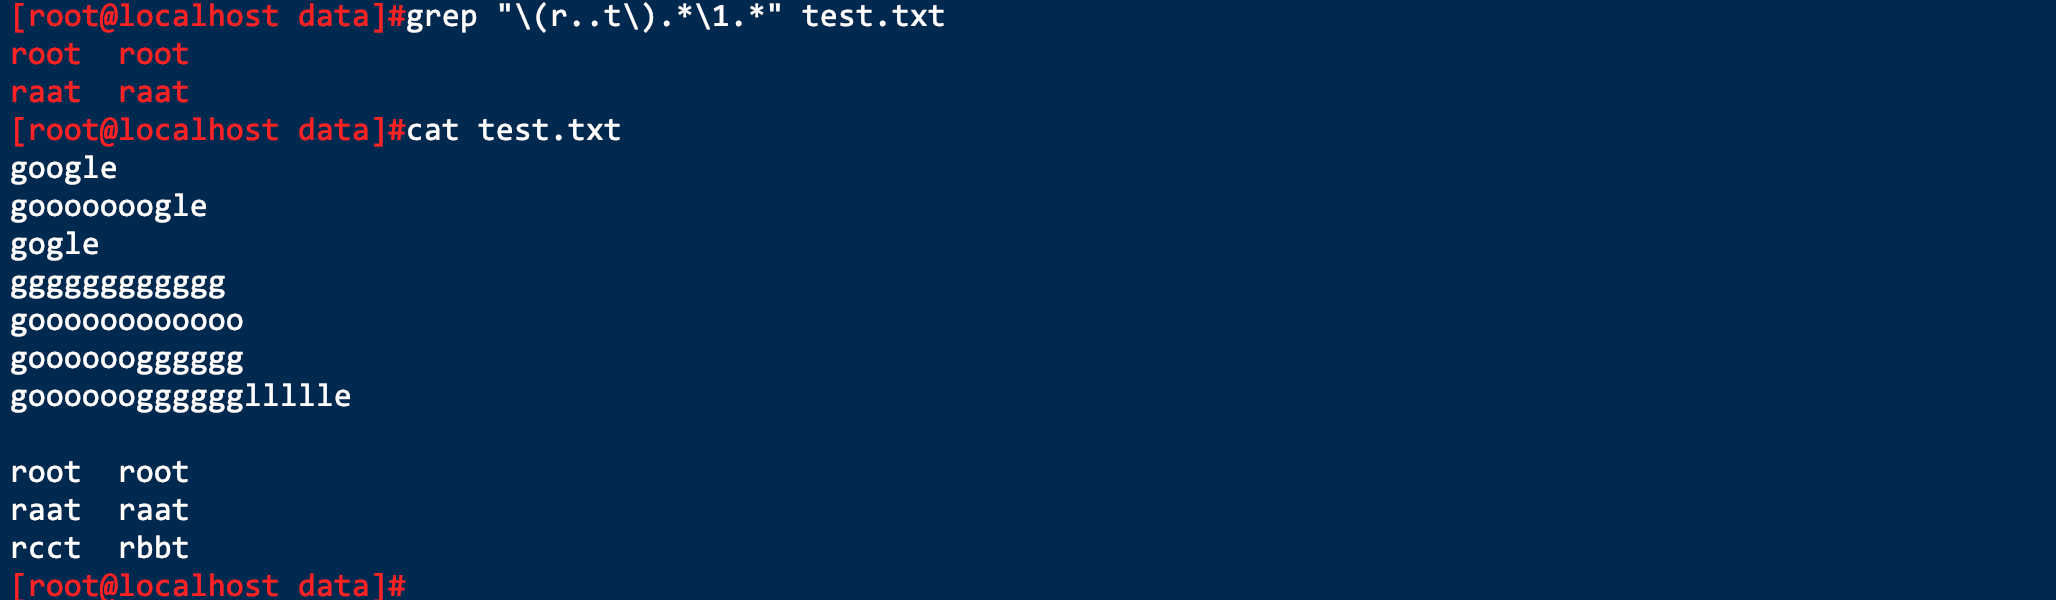 [root@localhost data]#grep "\(r..t\).*\1.*" test.txt
root  root
raat  raat
[root@localhost data]#cat test.txt
google
gooooooogle
gogle
gggggggggggg
goooooooooooo
goooooogggggg
goooooogggggglllllle
root  root
raat  raat
rcct  rbbt
[root@localhost data]#